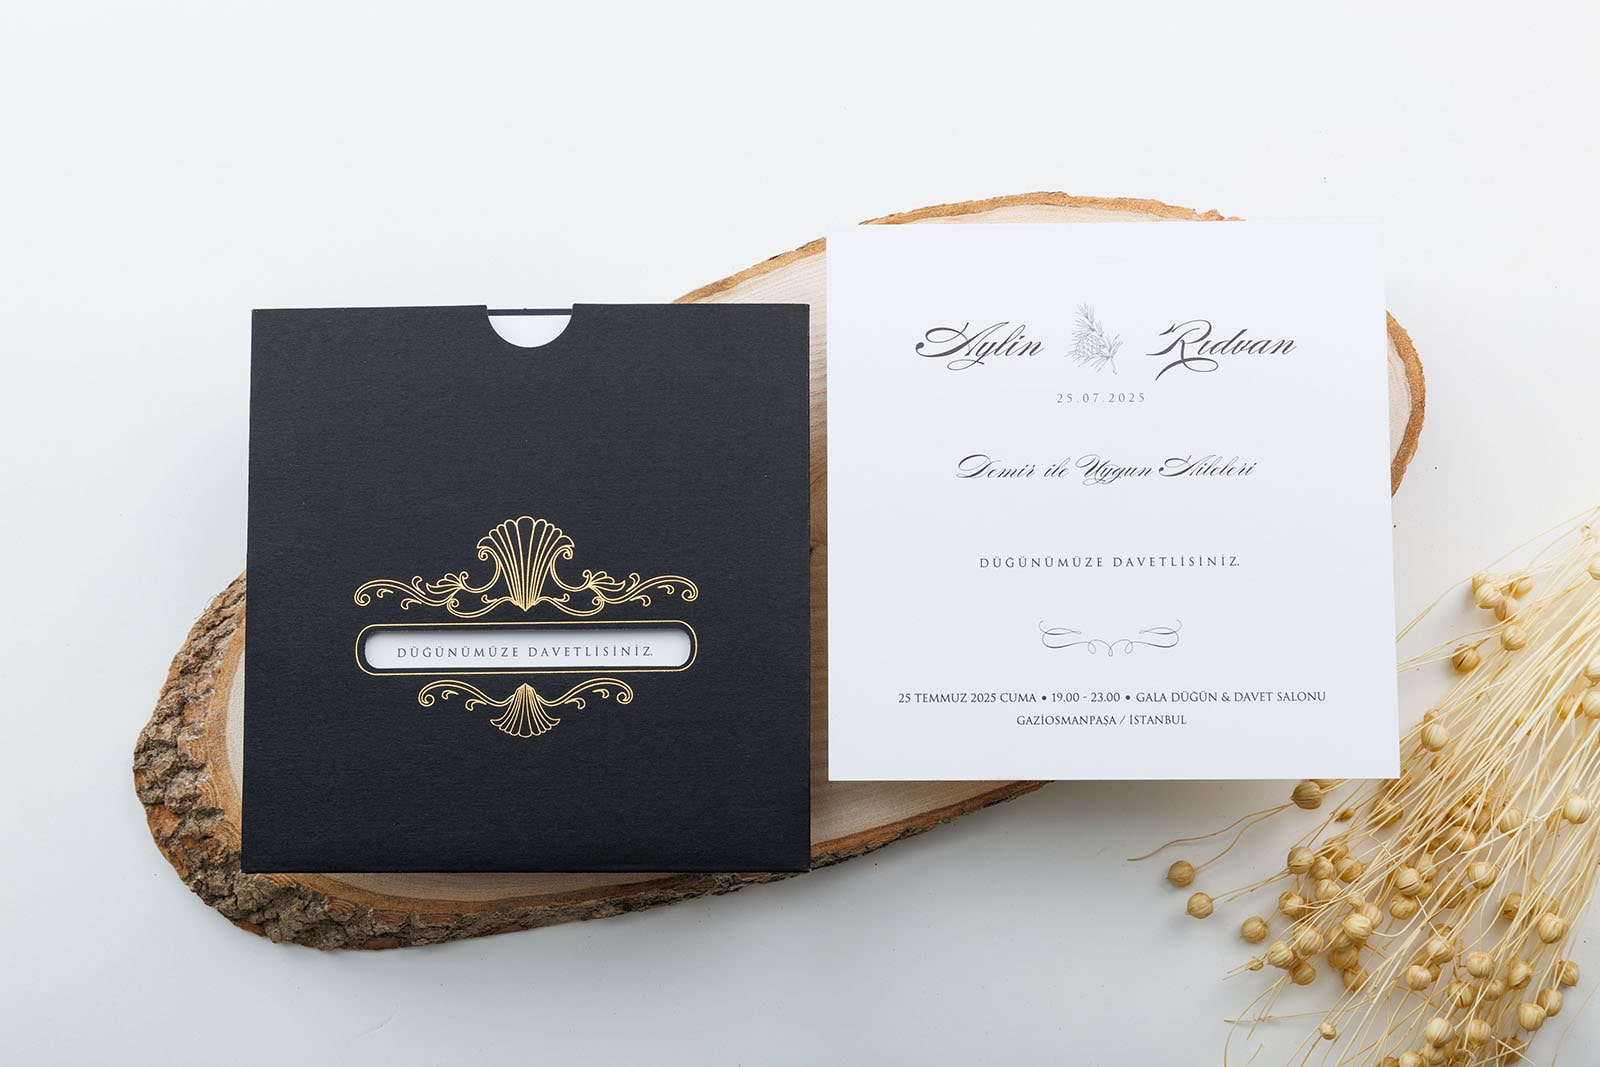 DÜĞÜNÜMÜZE DAVETLİSİNİZ.
Aylin Rıdvan
25.07.2025
Demir ile Uygun Aileleri
DÜĞÜNÜMÜZE DAVETLİSİNİZ.
25 TEMMUZ 2025 CUMA • 19.00 - 23.00 • GALA DÜĞÜN & DAVET SALONU
GAZİOSMANPAŞA / İSTANBUL